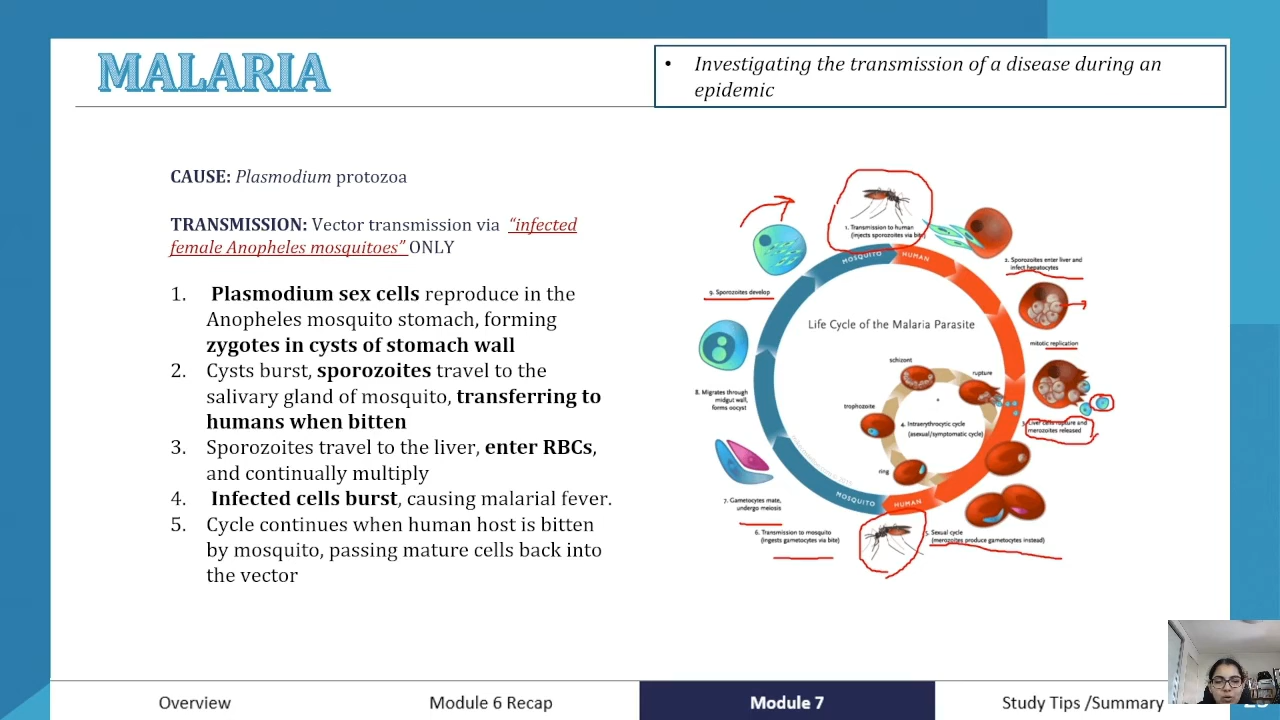 MALARIA
• Investigating the transmission of a disease during an
epidemic
CAUSE: Plasmodium protozoa
TRANSMISSION: Vector transmission via “infected
female Anopheles mosquitoes” ONLY
1. Plasmodium sex cells reproduce in the
Anopheles mosquito stomach, forming
zygotes in cysts of stomach wall
2. Cysts burst, sporozoites travel to the
salivary gland of mosquito, transferring to
humans when bitten
3. Sporozoites travel to the liver, enter RBCs,
and continually multiply
4. Infected cells burst, causing malarial fever.
5. Cycle continues when human host is bitten
by mosquito, passing mature cells back into
the vector
1. Transmission to human
(injects sporozoites via bite)
MOSQUITO
HUMAN
2. Sporozoites enter liver and
infect hepatocytes
9. Sporozoites develop
Life Cycle of the Malaria Parasite
mitotic replication
schizont
rupture
8. Migrates through
midgut wall,
forms oocyst
trophozoite
4. Intraerythrocytic cycle
(asexual/symptomatic cycle)
3. Liver cells rupture and
merozoites released
ring
7. Gametocytes mate,
undergo meiosis
MOSQUITO
HUMAN
6. Transmission to mosquito
(ingests gametocytes via bite)
5. Sexual cycle
(merozoites produce gametocytes instead)
Overview
Module 6 Recap
Module 7
Study Tips /Summary